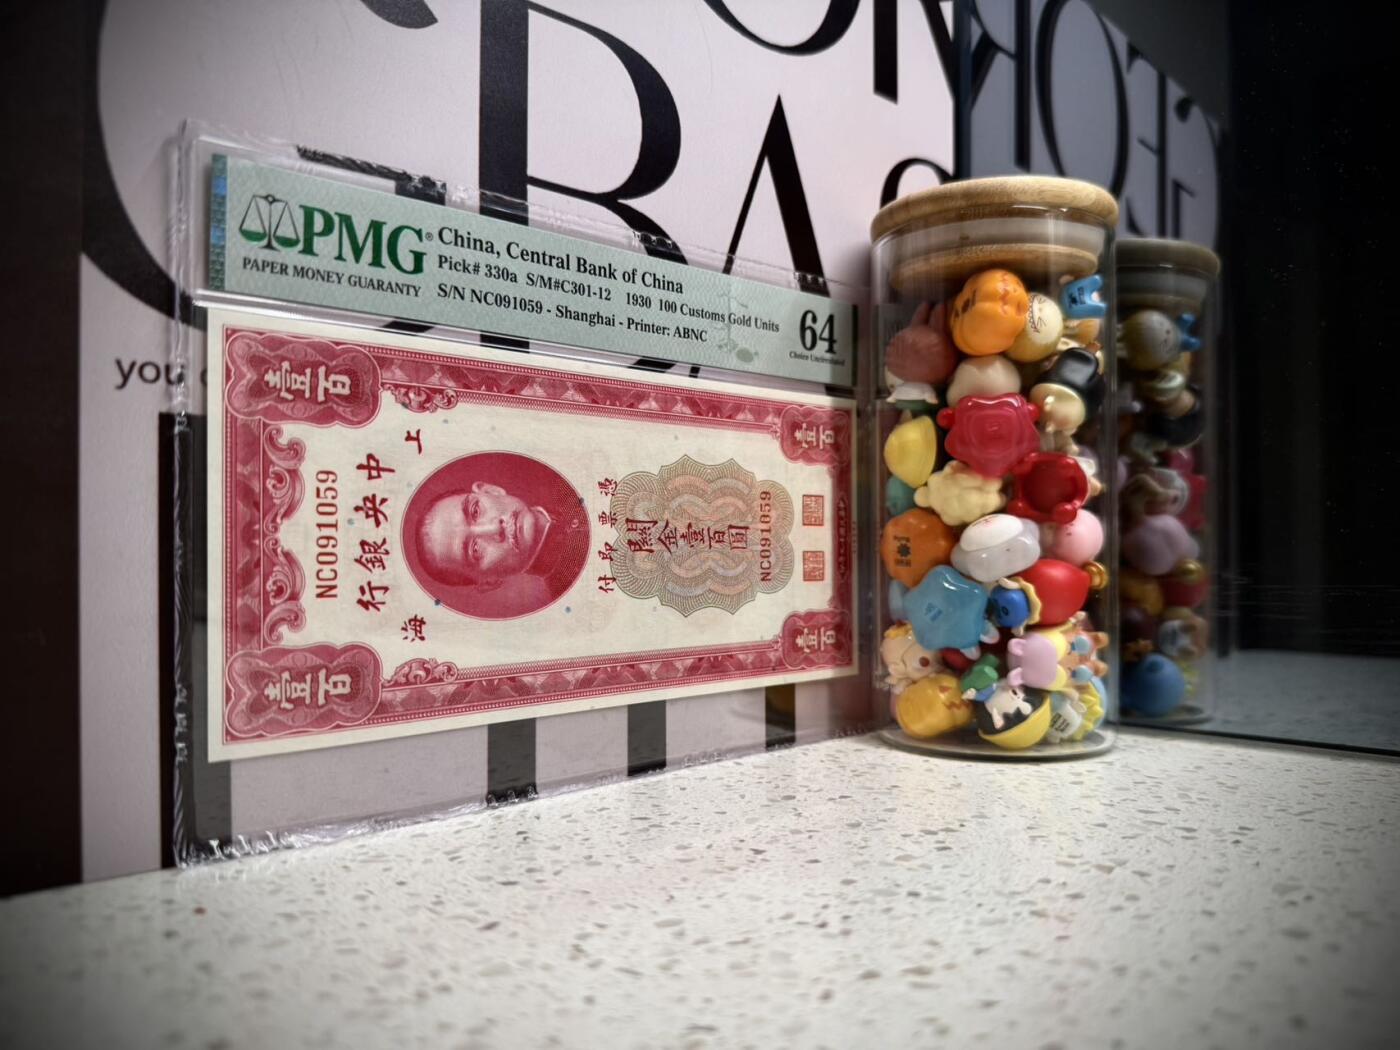 PMG®
PAPER MONEY GUARANTY
China, Central Bank of China
Pick# 330a S/M#C301-12 1930 100 Customs Gold Units
S/N NC091059 - Shanghai - Printer: ABNC
64
Choice Uncirculated
壹百
壹百
壹百
壹百
NC091059
中央銀行
上海
憑票即付
關金壹百圓
NC091059
BA
you